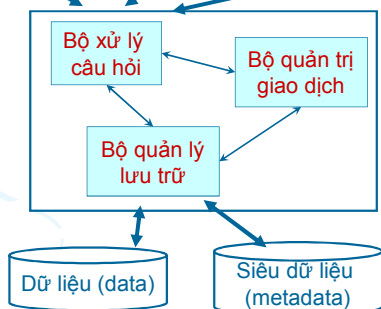 Bộ xử lý
câu hỏi
Bộ quản trị
giao dịch
Bộ quản lý
lưu trữ
Dữ liệu (data)
Siêu dữ liệu
(metadata)